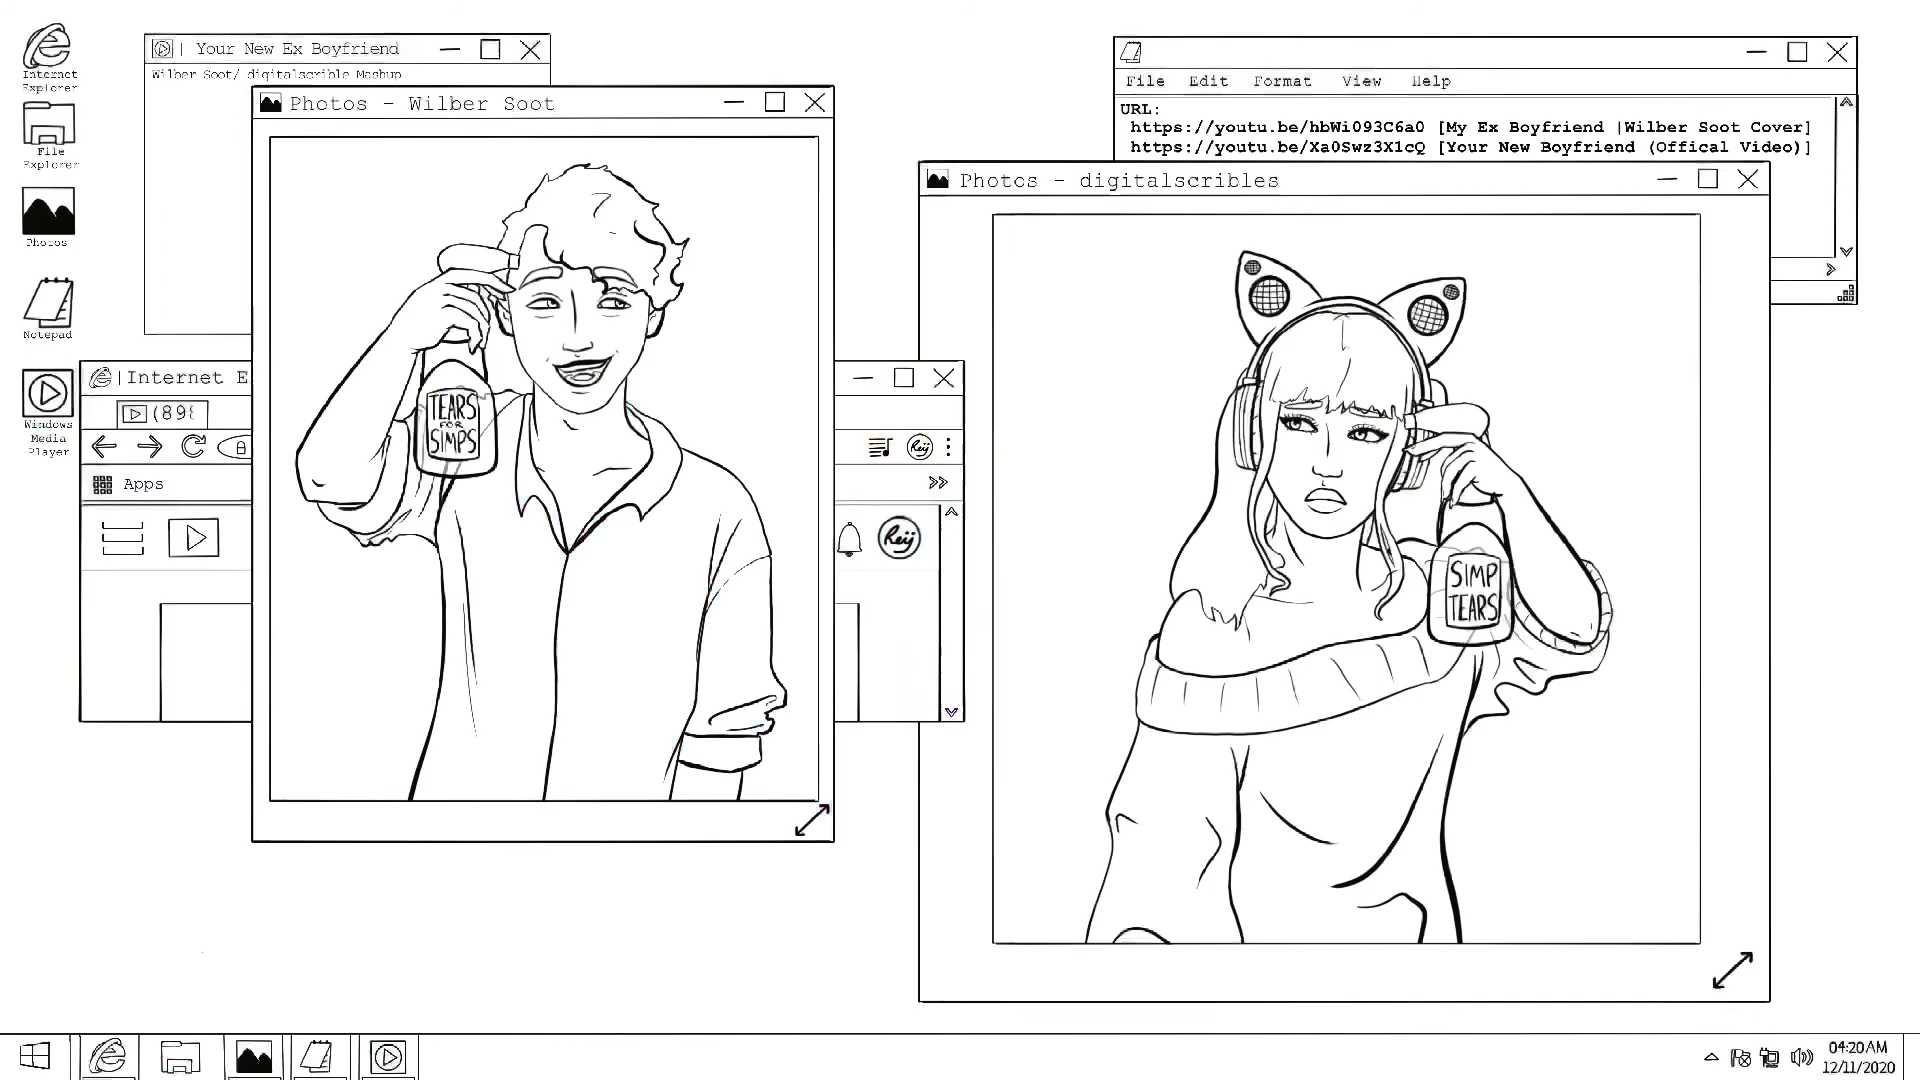 Internet
Explorer
File
Explorer
Photos
Notepad
Windows
Media
Player
| Your New Ex Boyfriend
Wilber Soot/ digitalscrible Mashup
Photos - Wilber Soot
TEARS
FOR
SIMPS
|Internet E
(898
Apps
Reij
Reij
File Edit Format View Help
URL:
https://youtu.be/hbWi093C6a0 [My Ex Boyfriend |Wilber Soot Cover]
https://youtu.be/Xa0Swz3X1cQ [Your New Boyfriend (Offical Video)]
Photos - digitalscribles
SIMP
TEARS
04:20AM
12/11/2020